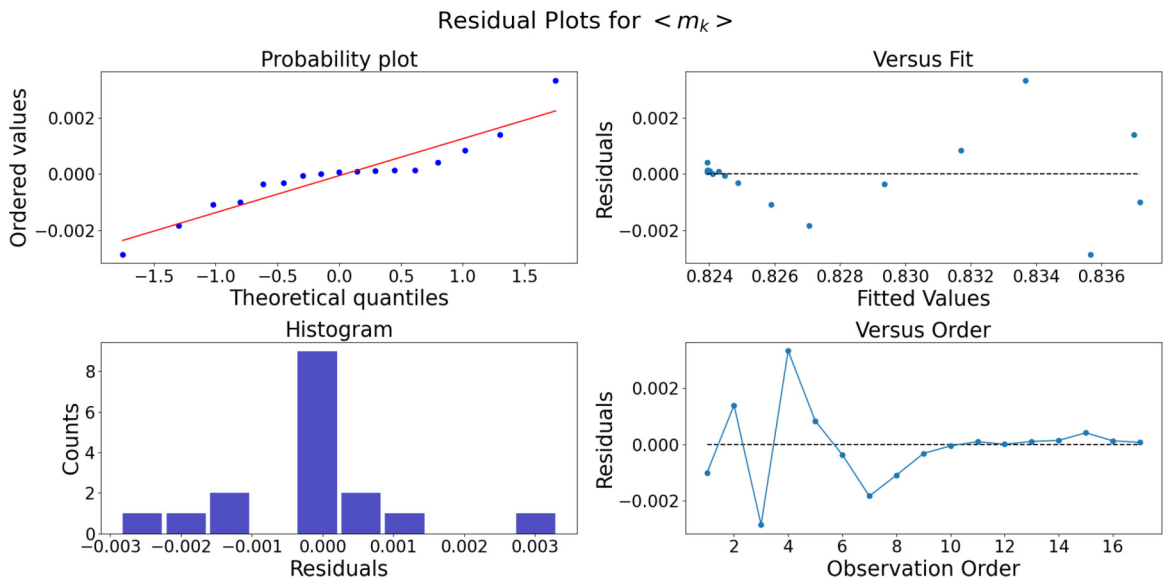 Residual Plots for < m_k >
Probability plot
Ordered values
0.002
0.000
−0.002
−1.5 −1.0 −0.5 0.0 0.5 1.0 1.5
Theoretical quantiles
Versus Fit
Residuals
0.002
0.000
−0.002
0.824 0.826 0.828 0.830 0.832 0.834 0.836
Fitted Values
Histogram
Counts
8
6
4
2
0
−0.003 −0.002 −0.001 0.000 0.001 0.002 0.003
Residuals
Versus Order
Residuals
0.002
0.000
−0.002
2 4 6 8 10 12 14 16
Observation Order